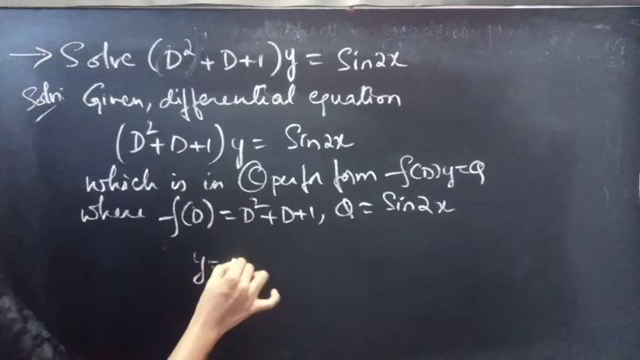 → Solve (D² + D + 1) y = Sin2x
Soln: Given, differential equation
(D² + D + 1) y = Sin2x
which is in form f(D)y = Q
where f(D) = D² + D + 1, Q = Sin2x
y =